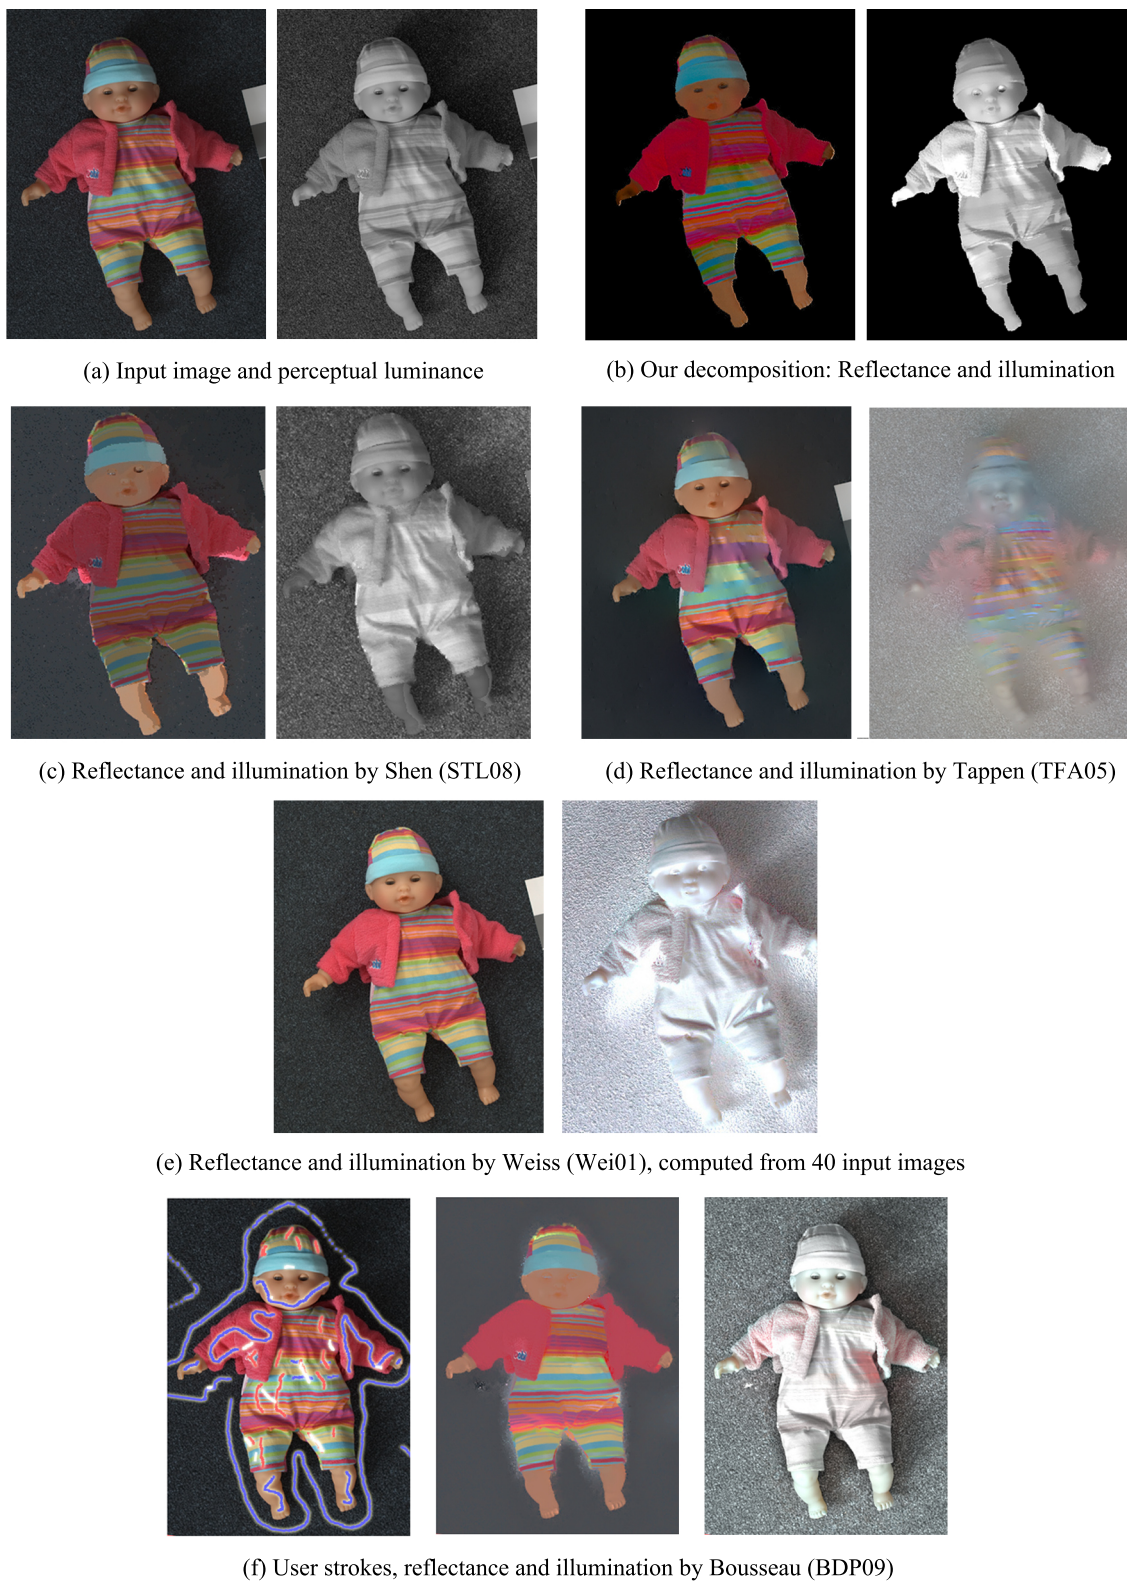 (a) Input image and perceptual luminance
(b) Our decomposition: Reflectance and illumination
(c) Reflectance and illumination by Shen (STL08)
(d) Reflectance and illumination by Tappen (TFA05)
(e) Reflectance and illumination by Weiss (Wei01), computed from 40 input images
(f) User strokes, reflectance and illumination by Bousseau (BDP09)